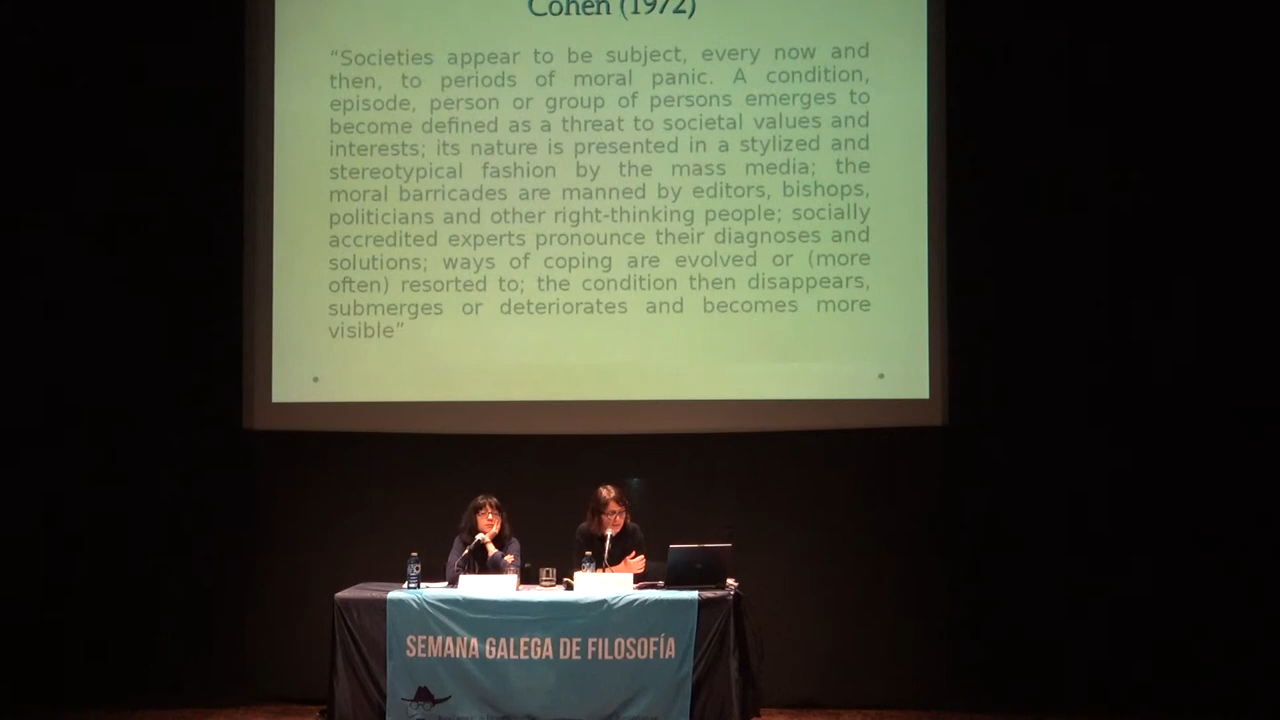 Cohen (1972)
“Societies appear to be subject, every now and
then, to periods of moral panic. A condition,
episode, person or group of persons emerges to
become defined as a threat to societal values and
interests; its nature is presented in a stylized and
stereotypical fashion by the mass media; the
moral barricades are manned by editors, bishops,
politicians and other right-thinking people; socially
accredited experts pronounce their diagnoses and
solutions; ways of coping are evolved or (more
often) resorted to; the condition then disappears,
submerges or deteriorates and becomes more
visible”
SEMANA GALEGA DE FILOSOFÍA